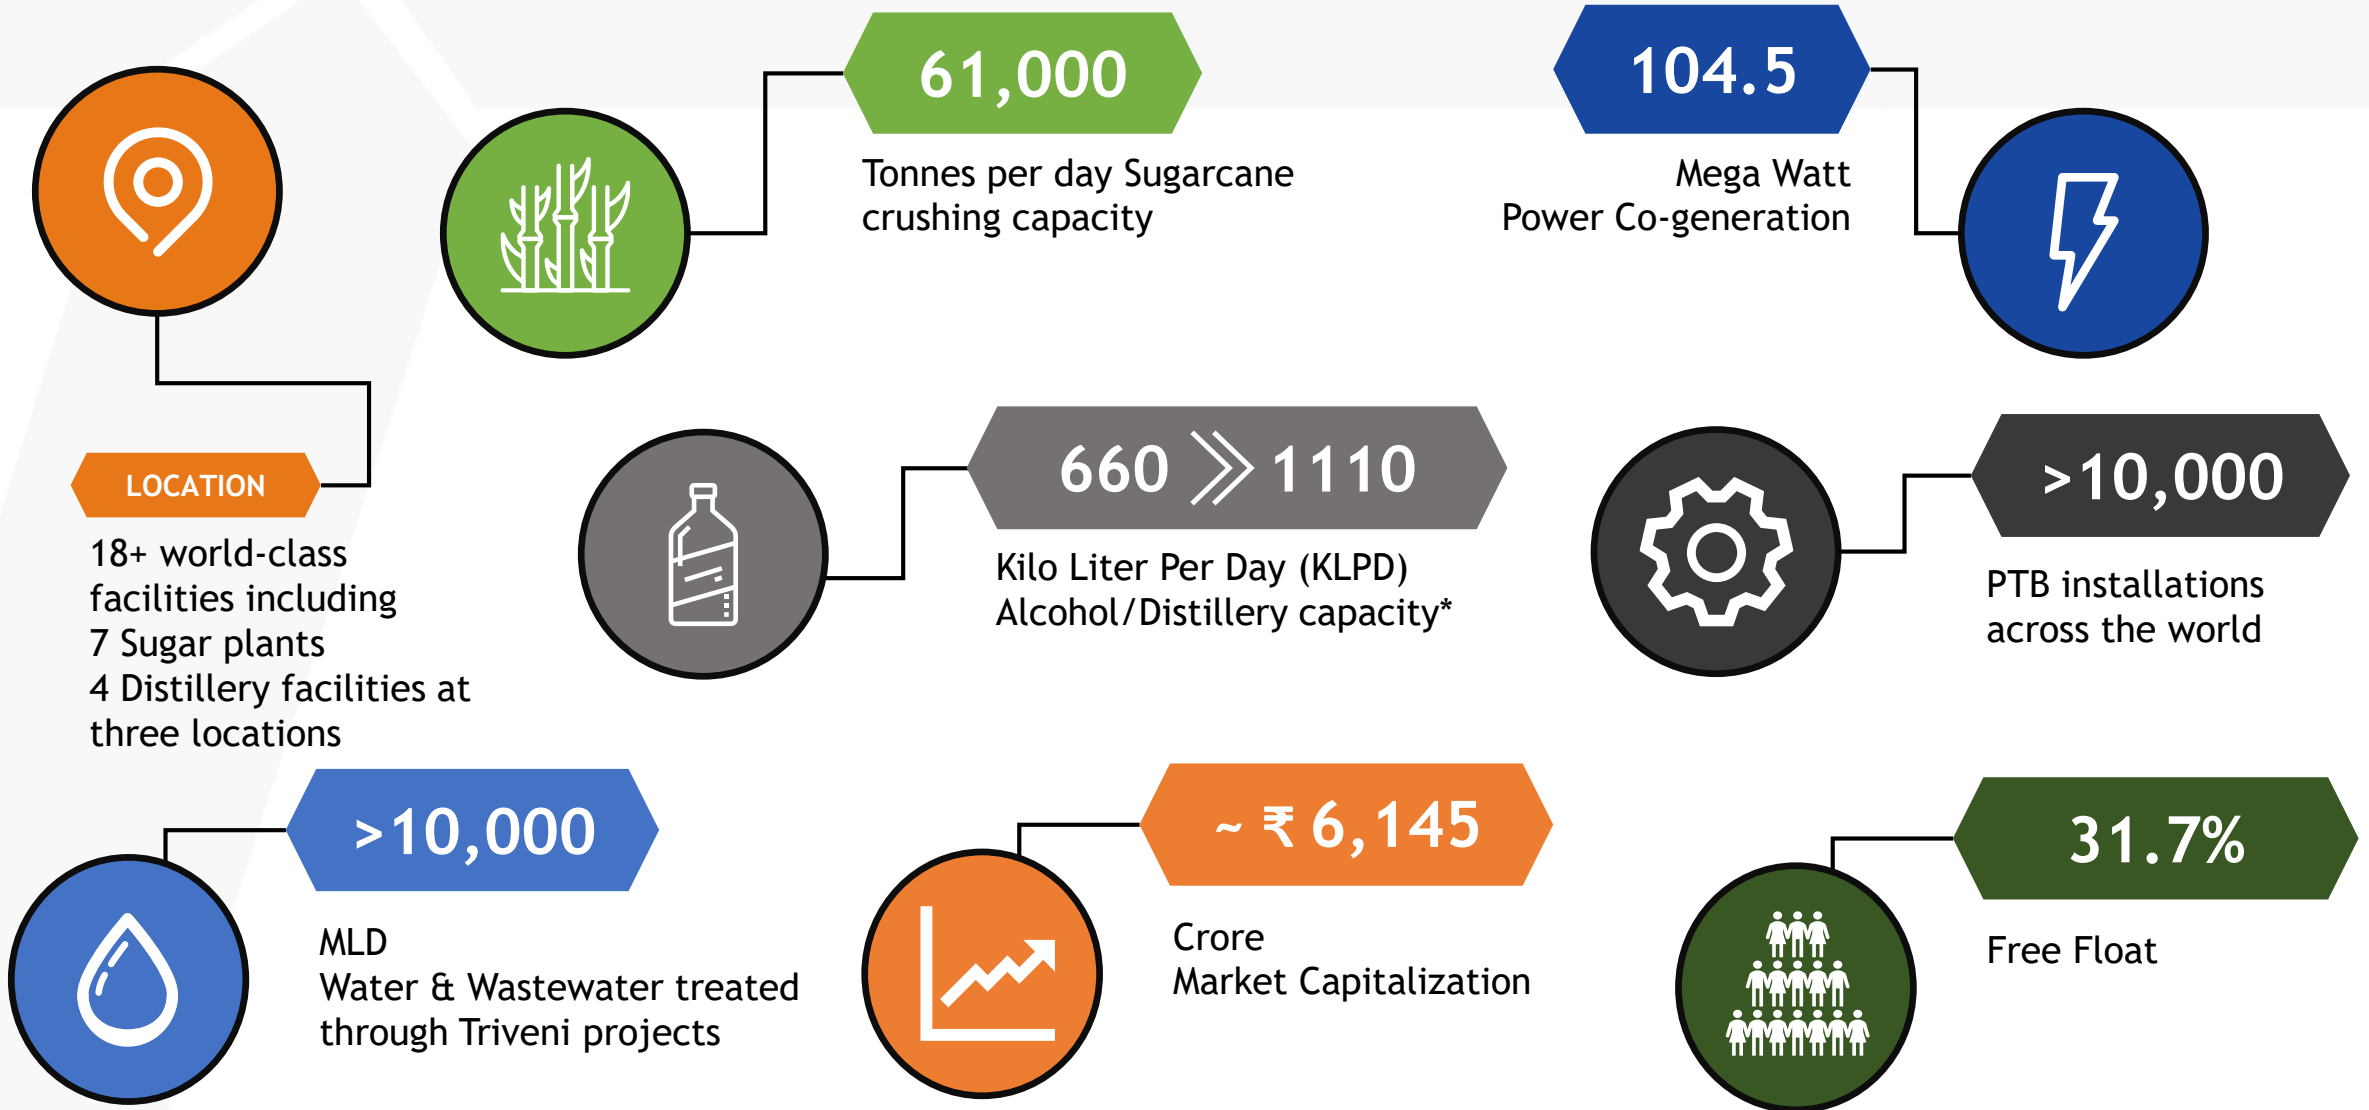 61,000
Tonnes per day Sugarcane
crushing capacity
104.5
Mega Watt
Power Co-generation
LOCATION
18+ world-class
facilities including
7 Sugar plants
4 Distillery facilities at
three locations
660 1110
Kilo Liter Per Day (KLPD)
Alcohol/Distillery capacity*
>10,000
PTB installations
across the world
>10,000
MLD
Water & Wastewater treated
through Triveni projects
~ ₹ 6,145
Crore
Market Capitalization
31.7%
Free Float